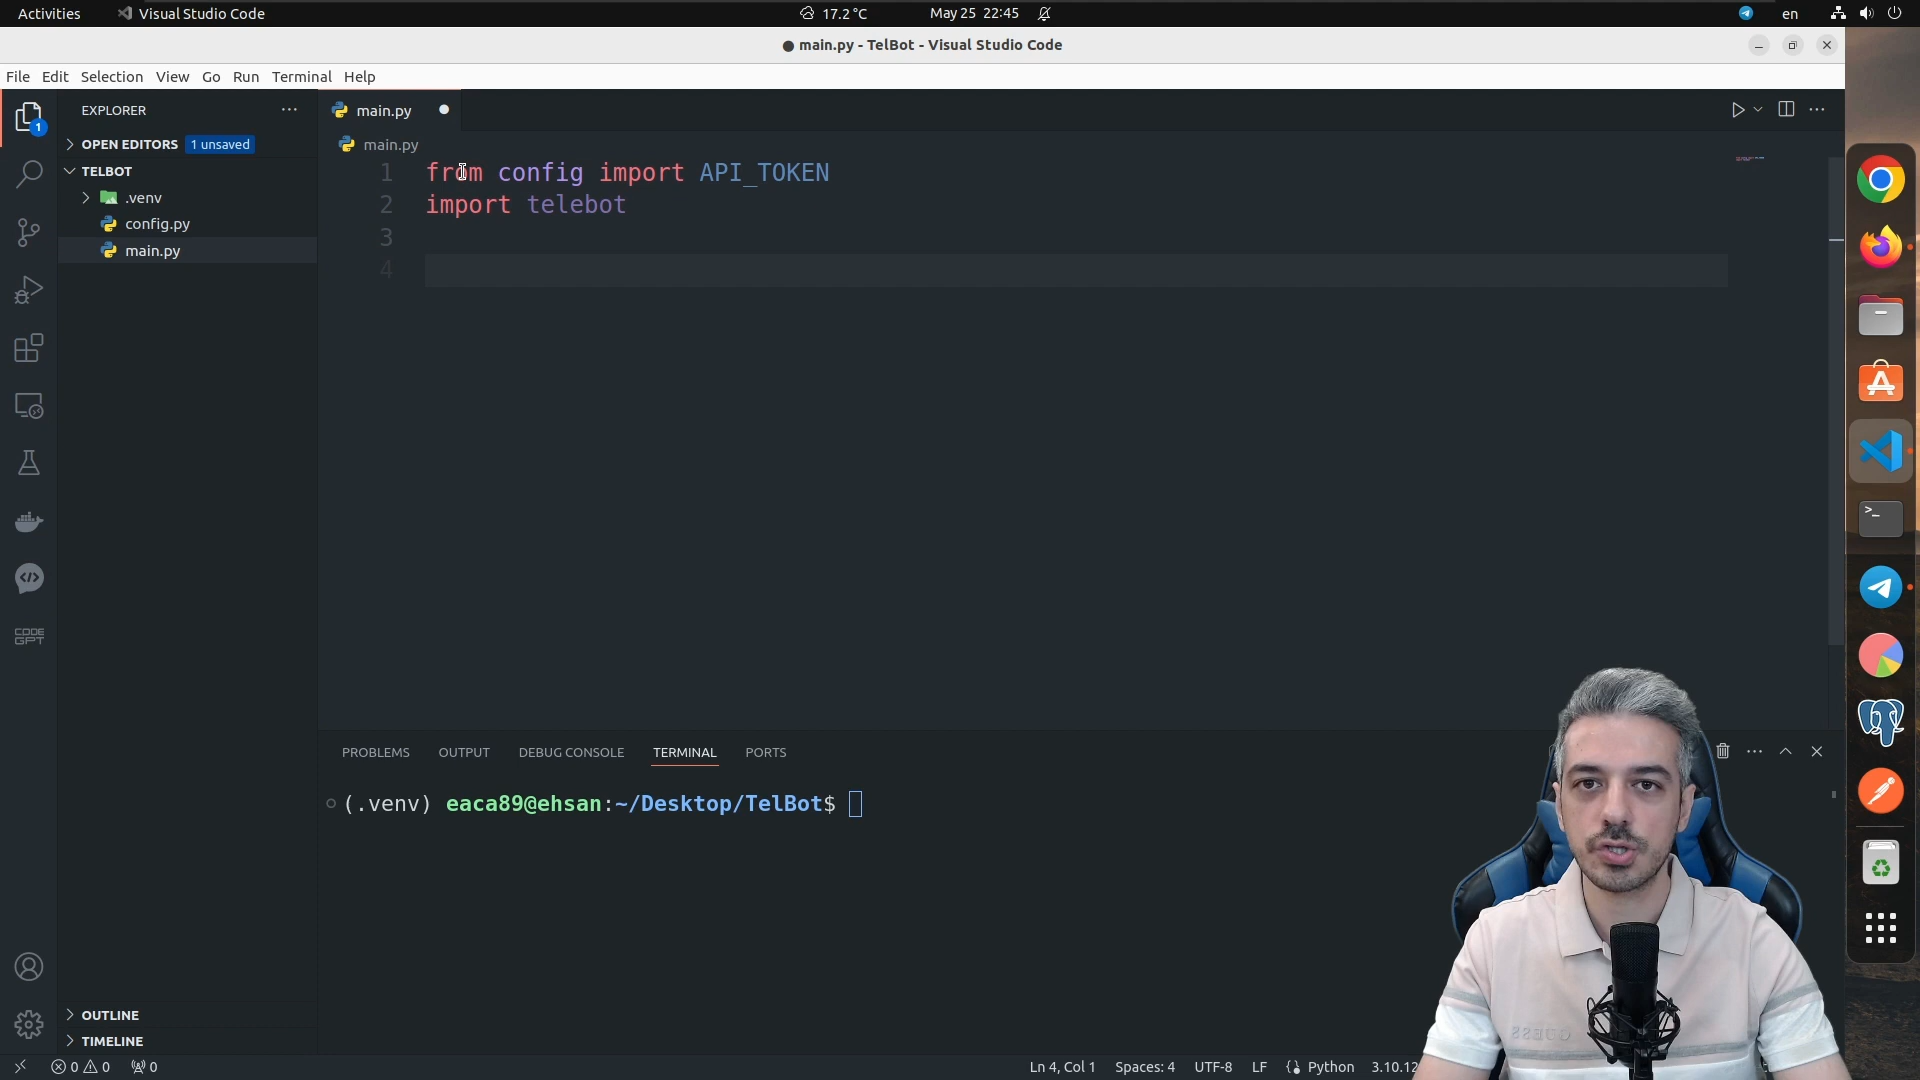 Activities
Visual Studio Code
17.2 °C
May 25 22:45
en
● main.py - TelBot - Visual Studio Code
File Edit Selection View Go Run Terminal Help
EXPLORER
1
OPEN EDITORS 1 unsaved
TELBOT
.venv
config.py
main.py
main.py
main.py
1 from config import API_TOKEN
2 import telebot
3
4
CODE
GPT
PROBLEMS OUTPUT DEBUG CONSOLE TERMINAL PORTS
(.venv) eaca89@ehsan:~/Desktop/TelBot$
OUTLINE
TIMELINE
0 0 0
Ln 4, Col 1 Spaces: 4 UTF-8 LF Python 3.10.12
>_
GUESS